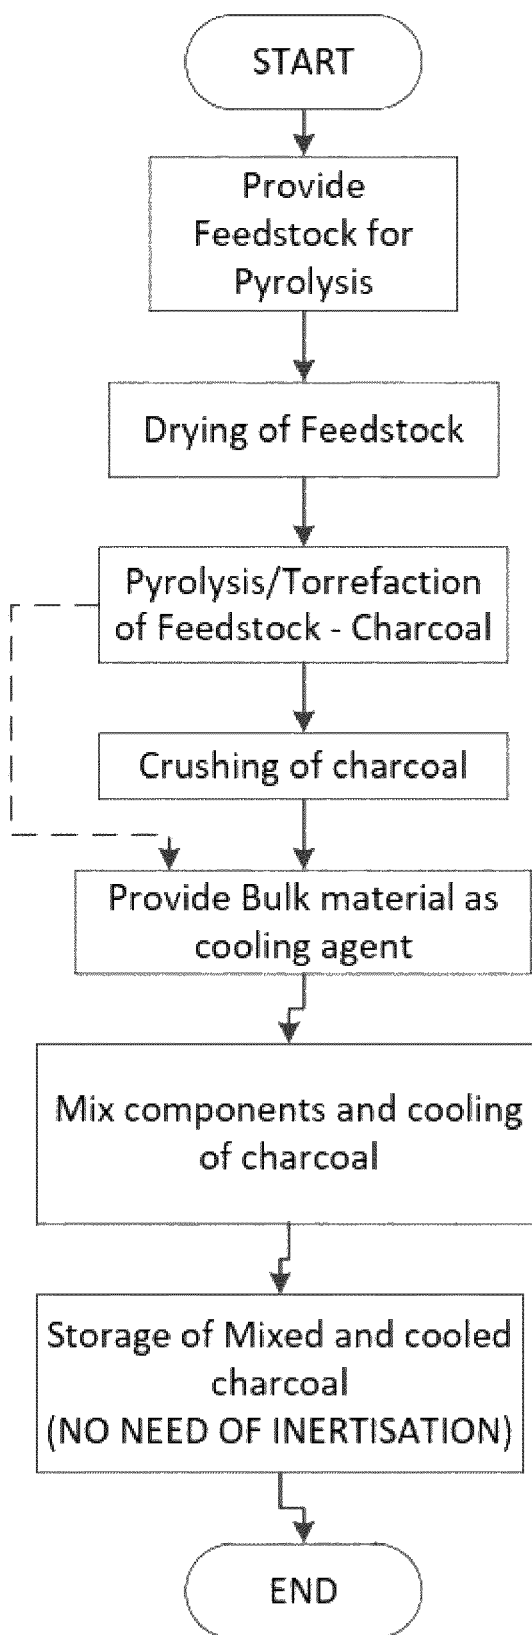 START
Provide
Feedstock for
Pyrolysis
Drying of Feedstock
Pyrolysis/Torrefaction
of Feedstock - Charcoal
Crushing of charcoal
Provide Bulk material as
cooling agent
Mix components and cooling
of charcoal
Storage of Mixed and cooled
charcoal
(NO NEED OF INERTISATION)
END